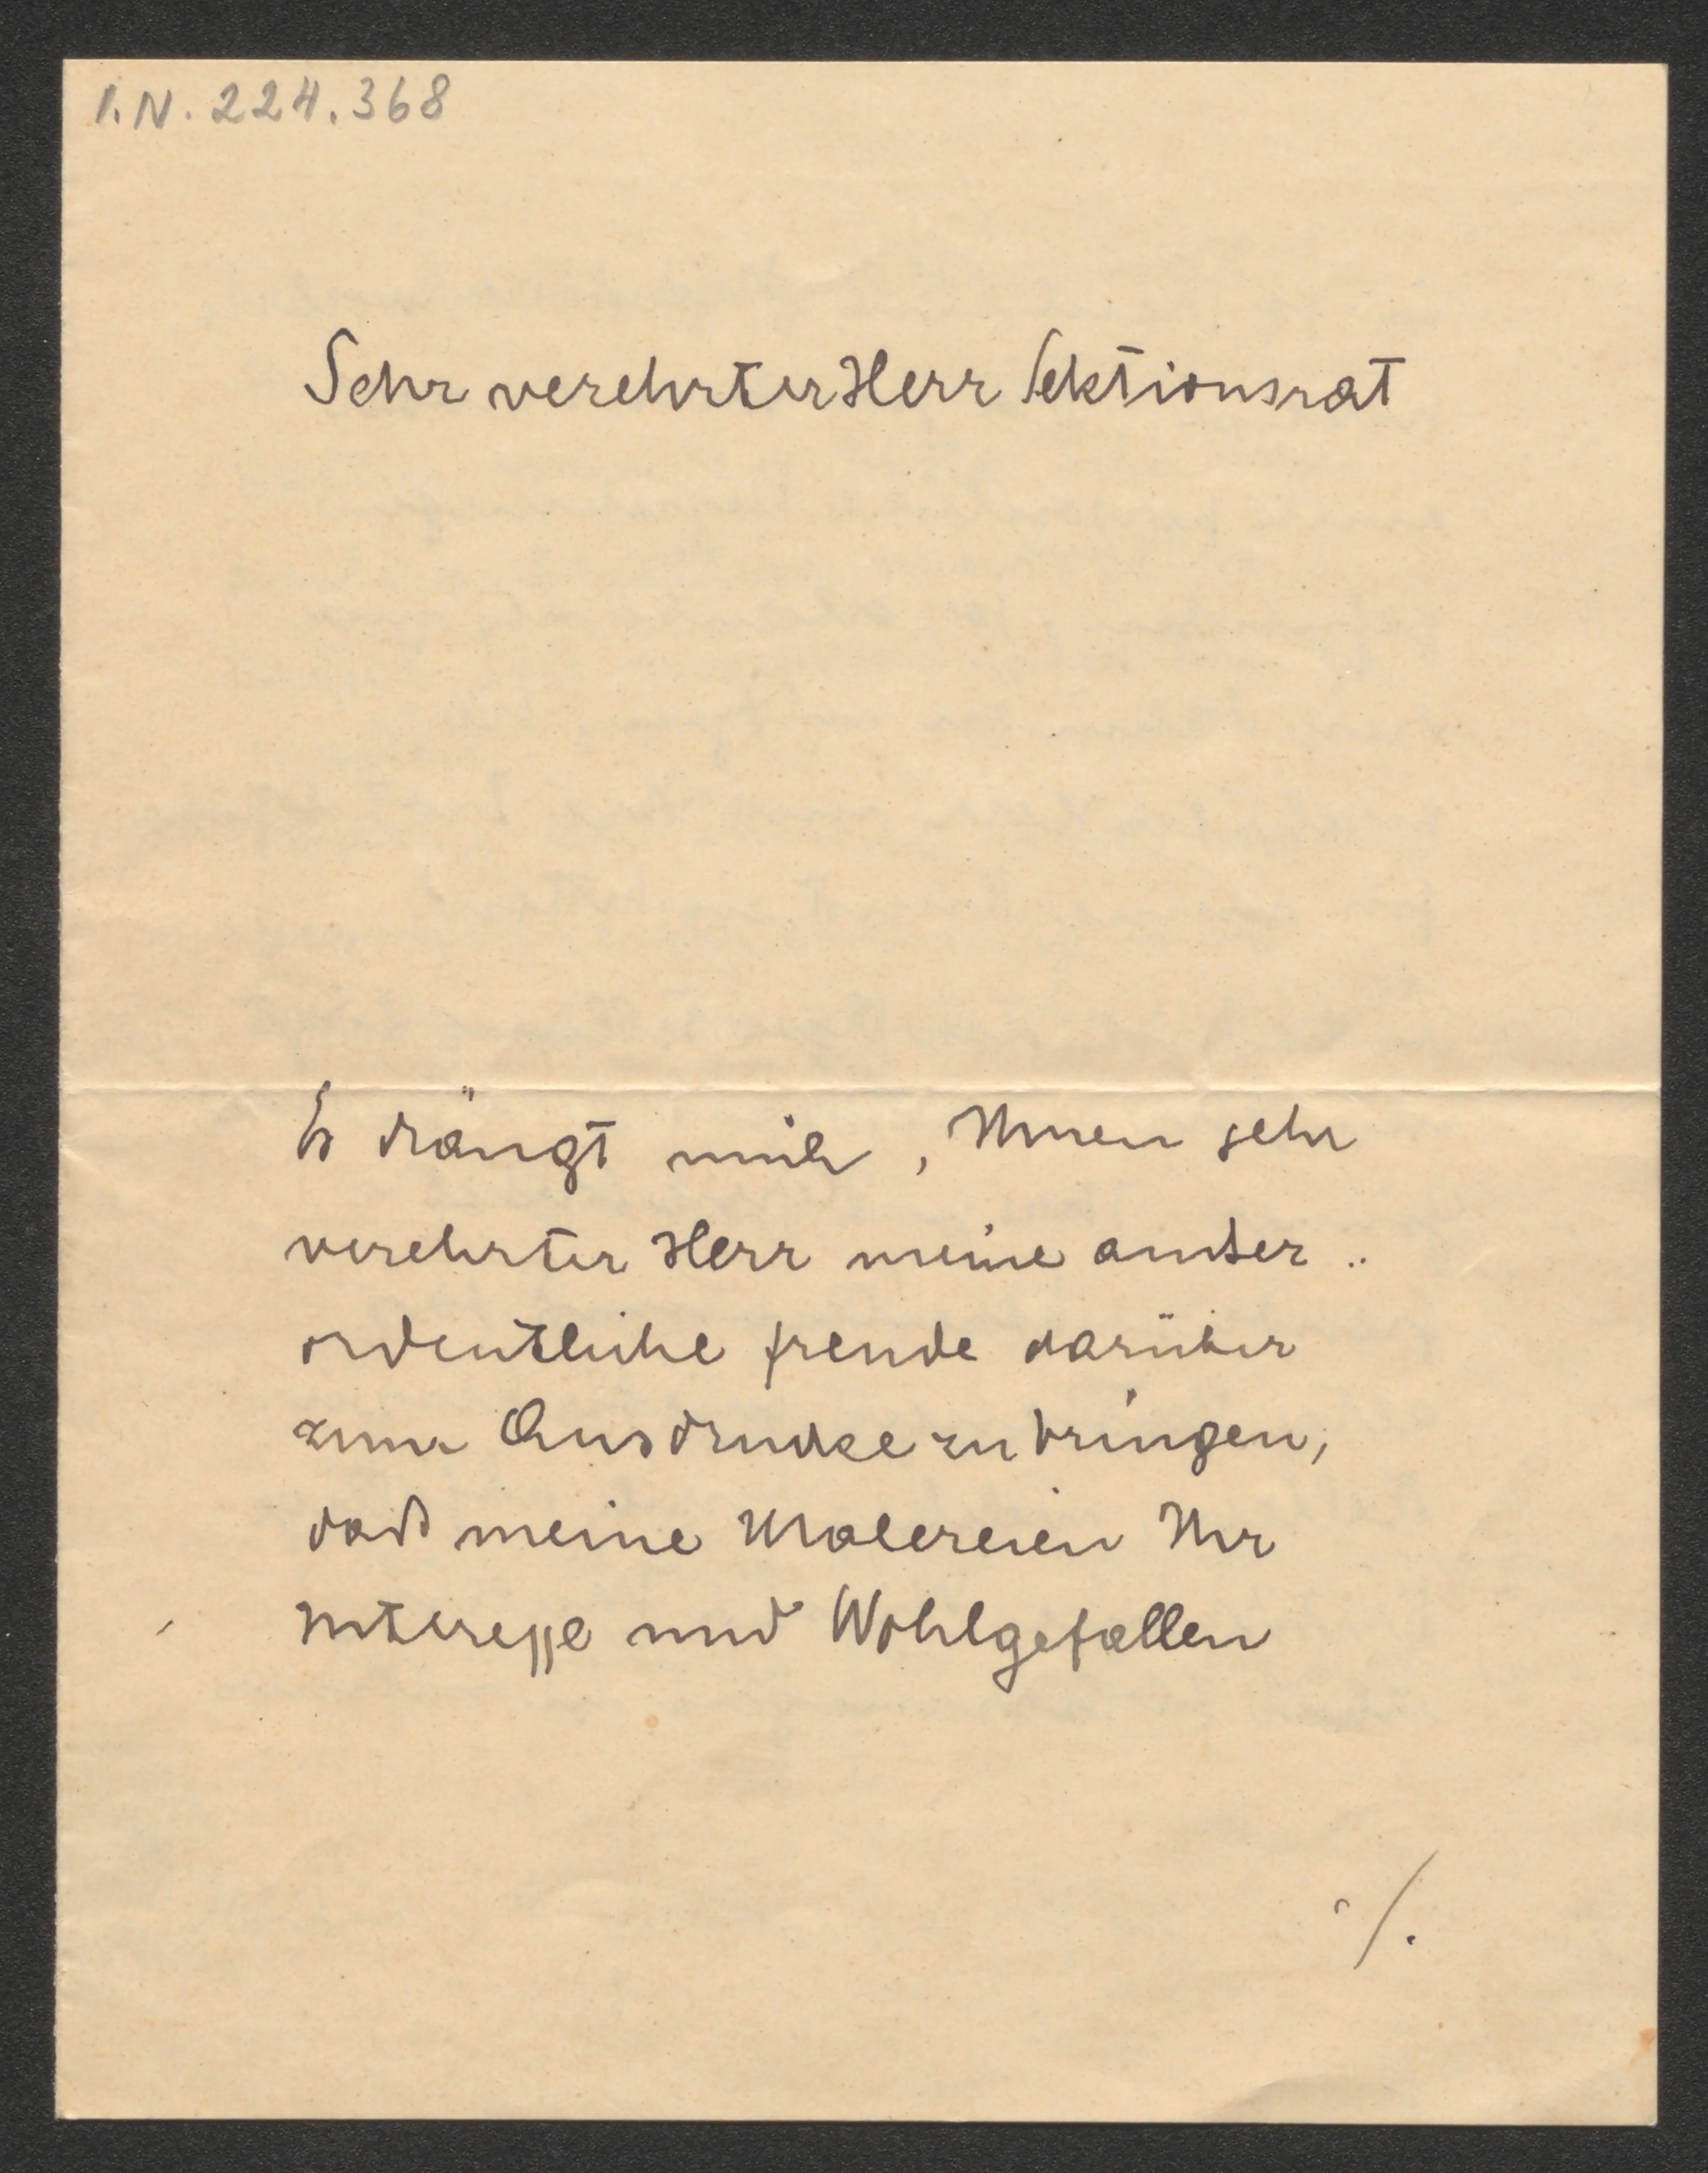 I.N. 224.368
Sehr verehrter Herr Sektionsrat
Es drängt mich, Ihnen sehr
verehrter Herr meine außer..
ordentliche freude darüber
zum Ausdrucke zu bringen,
daß meine Malereien Ihr
Interesse und Wohlgefallen
·/.